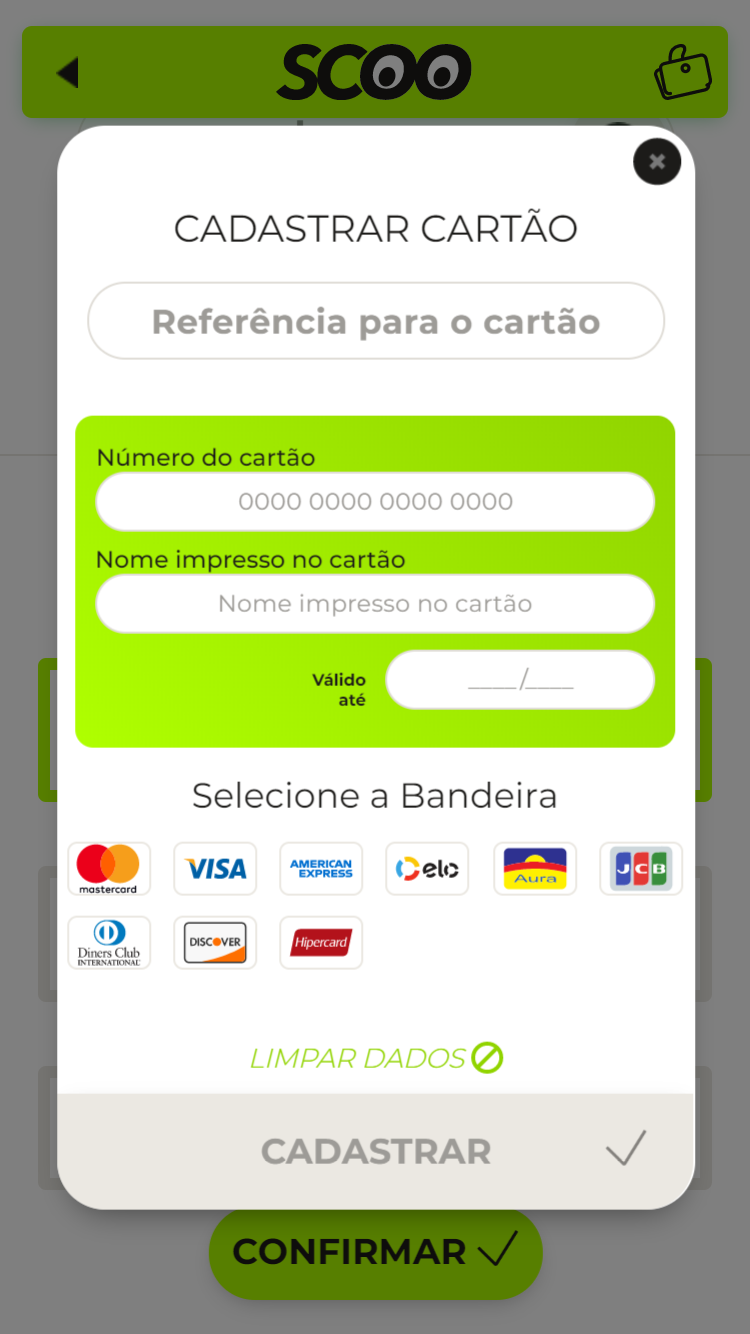 SCOO
CADASTRAR CARTÃO
Referência para o cartão
Número do cartão
0000 0000 0000 0000
Nome impresso no cartão
Nome impresso no cartão
Válido
até
____/____
Selecione a Bandeira
mastercard
VISA
AMERICAN
EXPRESS
elo
Aura
JCB
Diners Club
INTERNATIONAL
DISCOVER
Hipercard
LIMPAR DADOS
CADASTRAR
CONFIRMAR